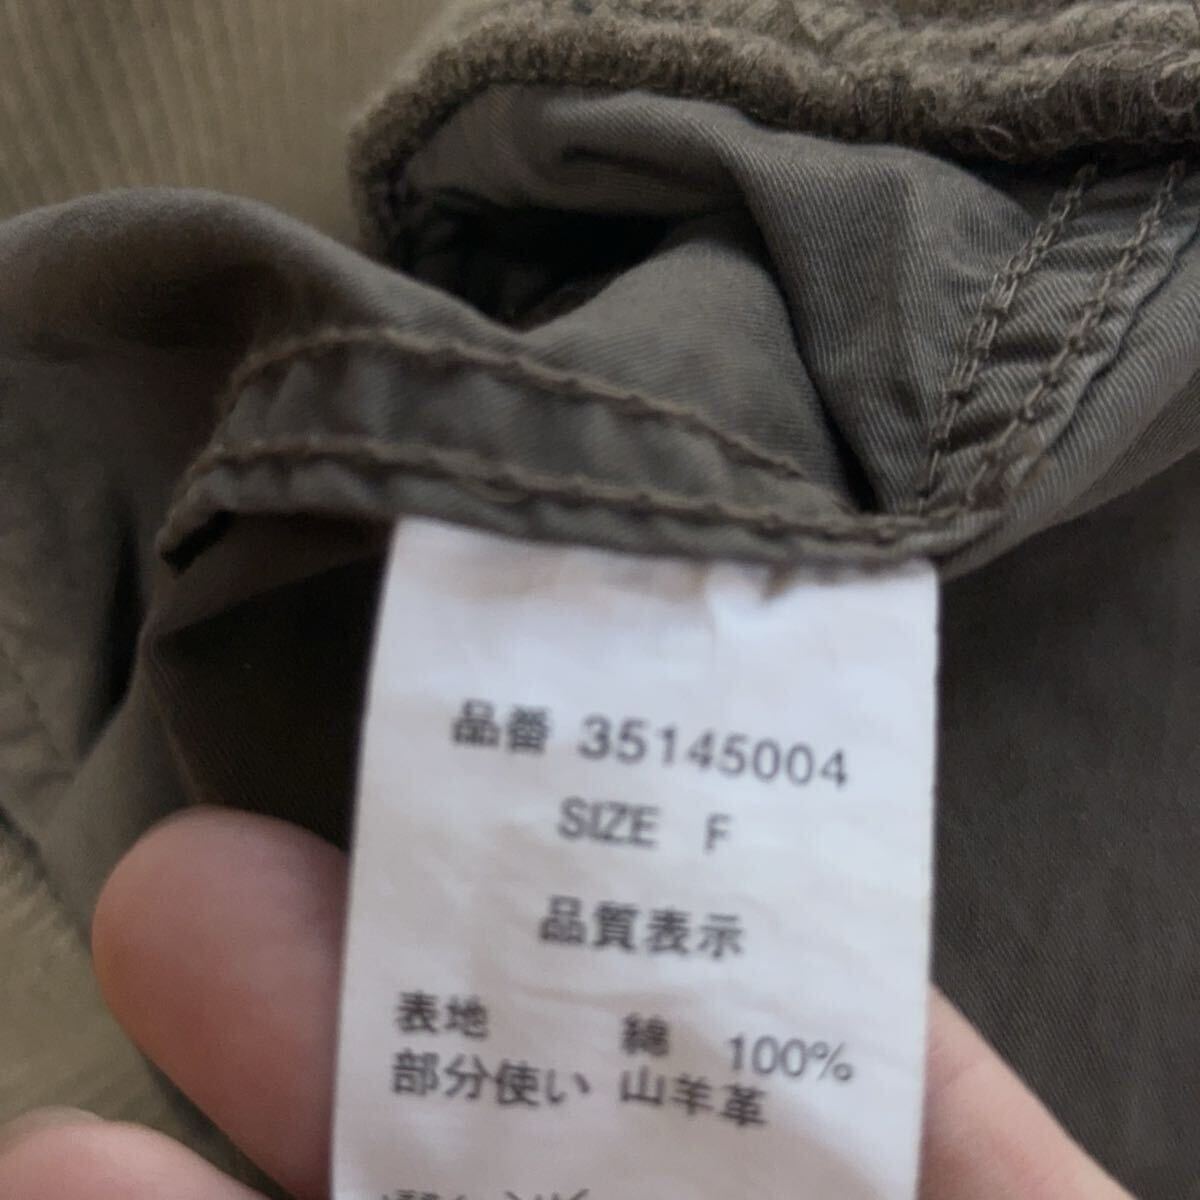 品番 35145004
SIZE F
品質表示
表地 綿 100%
部分使い 山羊革